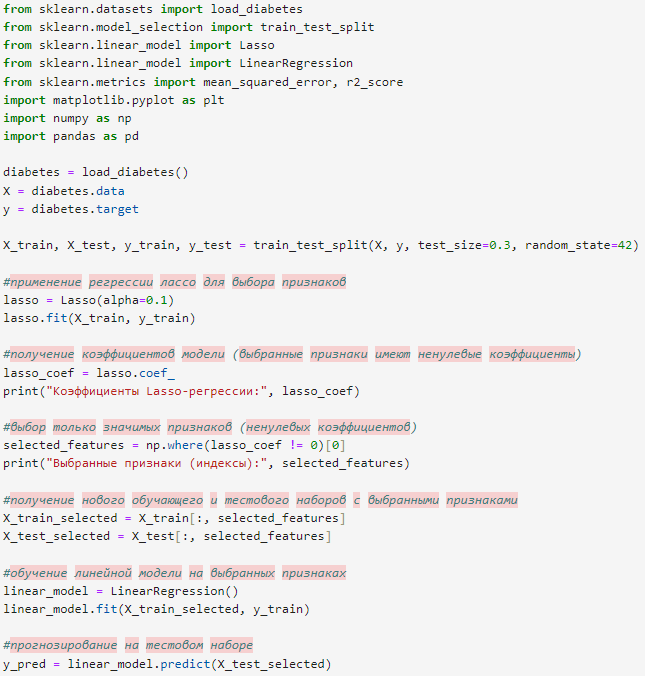 from sklearn.datasets import load_diabetes
from sklearn.model_selection import train_test_split
from sklearn.linear_model import Lasso
from sklearn.linear_model import LinearRegression
from sklearn.metrics import mean_squared_error, r2_score
import matplotlib.pyplot as plt
import numpy as np
import pandas as pd

diabetes = load_diabetes()
X = diabetes.data
y = diabetes.target

X_train, X_test, y_train, y_test = train_test_split(X, y, test_size=0.3, random_state=42)

#применение регрессии лассо для выбора признаков
lasso = Lasso(alpha=0.1)
lasso.fit(X_train, y_train)

#получение коэффициентов модели (выбранные признаки имеют ненулевые коэффициенты)
lasso_coef = lasso.coef_
print("Коэффициенты Lasso-регрессии:", lasso_coef)

#выбор только значимых признаков (ненулевых коэффициентов)
selected_features = np.where(lasso_coef != 0)[0]
print("Выбранные признаки (индексы):", selected_features)

#получение нового обучающего и тестового наборов с выбранными признаками
X_train_selected = X_train[:, selected_features]
X_test_selected = X_test[:, selected_features]

#обучение линейной модели на выбранных признаках
linear_model = LinearRegression()
linear_model.fit(X_train_selected, y_train)

#прогнозирование на тестовом наборе
y_pred = linear_model.predict(X_test_selected)